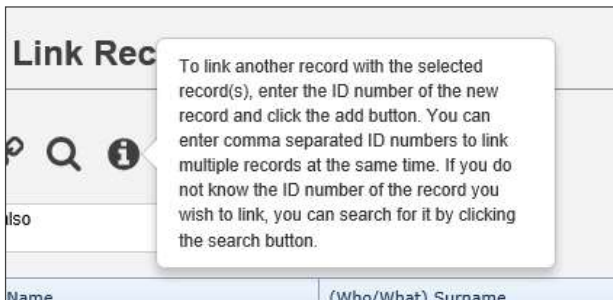 Link Rec
To link another record with the selected
record(s), enter the ID number of the new
record and click the add button. You can
enter comma separated ID numbers to link
multiple records at the same time. If you do
not know the ID number of the record you
wish to link, you can search for it by clicking
the search button.
also
Name (Who/What) Surname